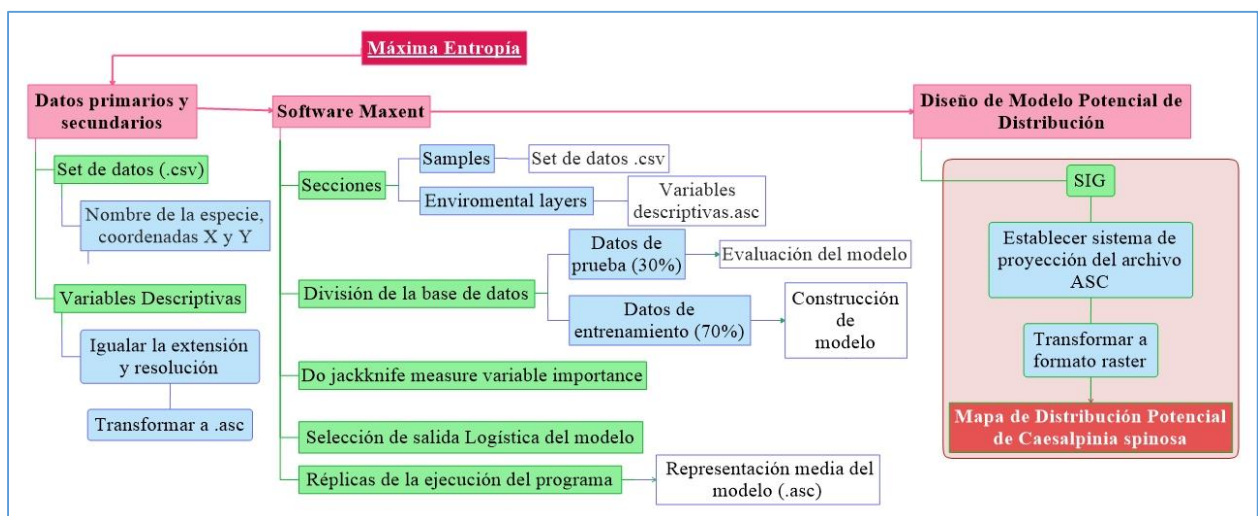 Máxima Entropía
Datos primarios y
secundarios
Software Maxent
Diseño de Modelo Potencial de
Distribución
Set de datos (.csv)
Nombre de la especie,
coordenadas X y Y
Variables Descriptivas
Igualar la extensión
y resolución
Transformar a .asc
Secciones
Samples
Set de datos .csv
Enviromental layers
Variables
descriptivas.asc
División de la base de datos
Datos de
prueba (30%)
Evaluación del modelo
Datos de
entrenamiento (70%)
Construcción
de
modelo
Do jackknife measure variable importance
Selección de salida Logística del modelo
Réplicas de la ejecución del programa
Representación media del
modelo (.asc)
SIG
Establecer sistema de
proyección del archivo
ASC
Transformar a
formato raster
Mapa de Distribución Potencial
de Caesalpinia spinosa